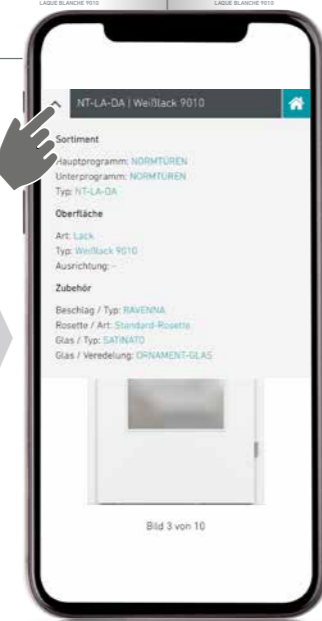 LAQUE BLANCHE 9010 LAQUE BLANCHE 9010
NT-LA-DA | Weißlack 9010
Sortiment
Hauptprogramm: NORMTÜREN
Unterprogramm: NORMTÜREN
Typ: NT-LA-DA
Oberfläche
Art: Lack
Typ: Weißlack 9010
Ausrichtung: -
Zubehör
Beschlag / Typ: RAVENNA
Rosette / Art: Standard-Rosette
Glas / Typ: SATINATO
Glas / Veredelung: ORNAMENT-GLAS
Bild 3 von 10